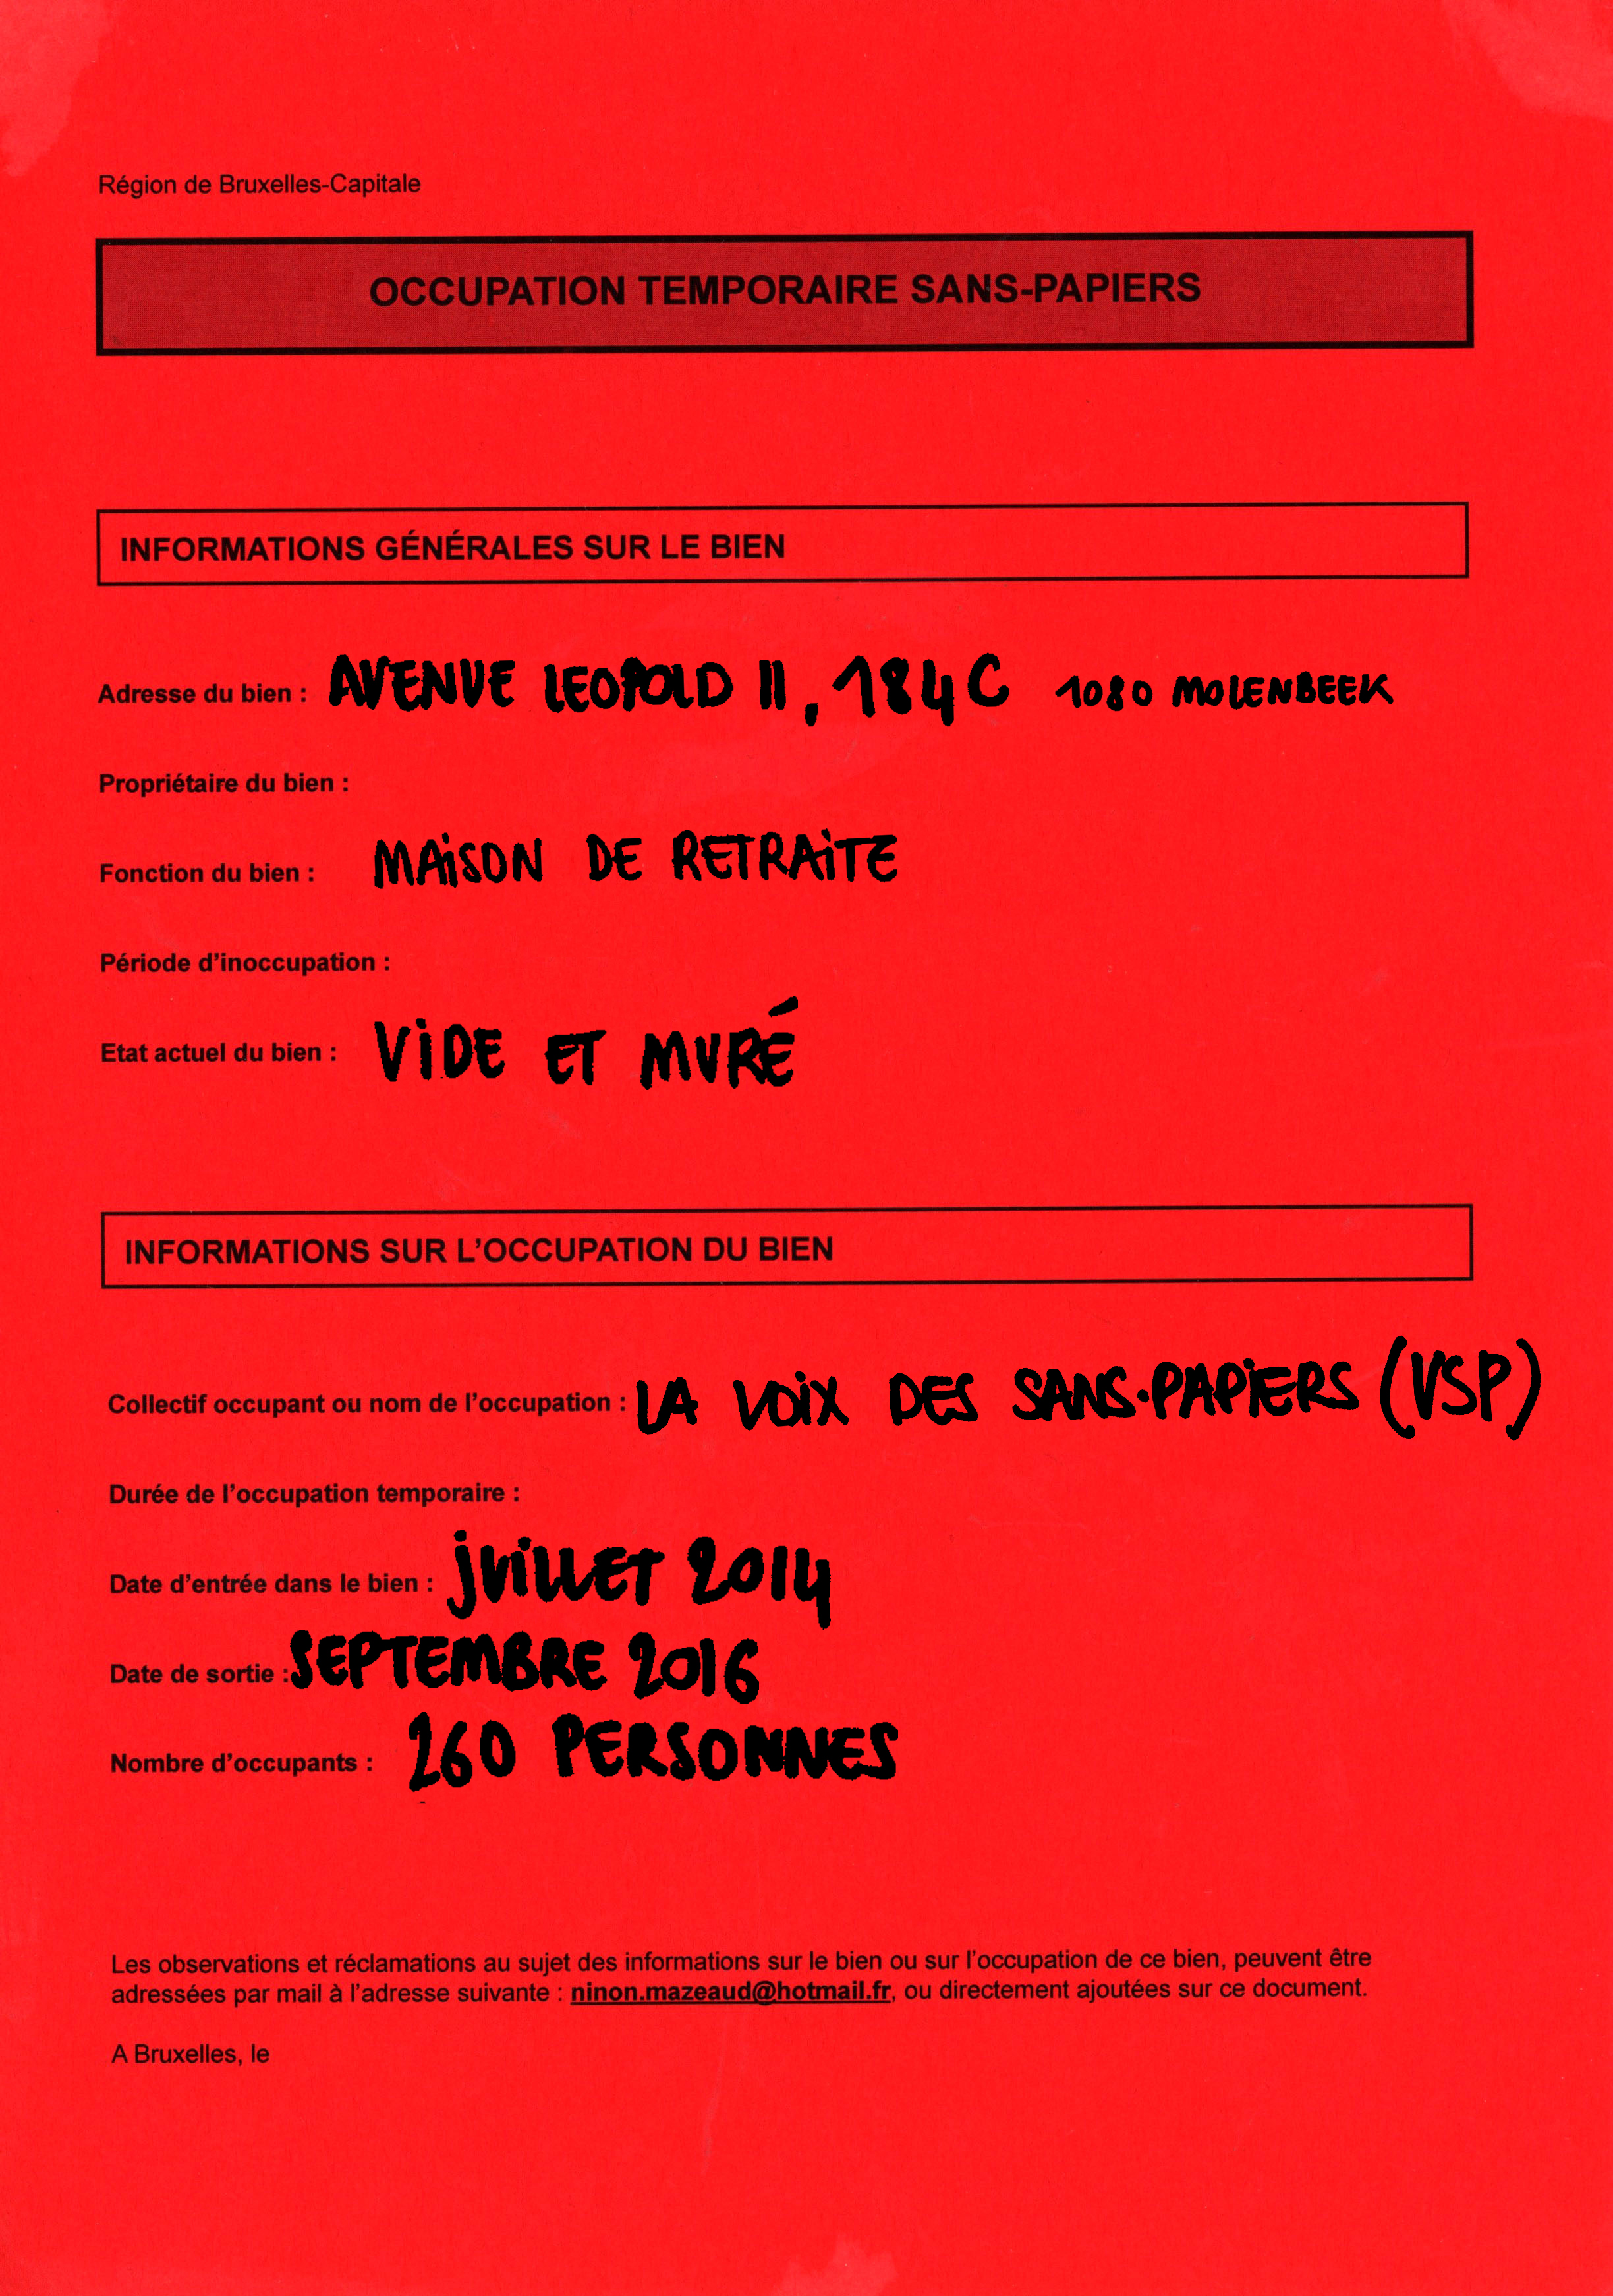 Région de Bruxelles-Capitale
OCCUPATION TEMPORAIRE SANS-PAPIERS
INFORMATIONS GÉNÉRALES SUR LE BIEN
Adresse du bien : AVENUE LEOPOLD II, 184C 1080 MOLENBEEK
Propriétaire du bien :
Fonction du bien : MAiSON DE RETRAiTE
Période d'inoccupation :
Etat actuel du bien : ViDE ET MURÉ
INFORMATIONS SUR L'OCCUPATION DU BIEN
Collectif occupant ou nom de l'occupation : LA VOiX DES SANS-PAPiERS (VSP)
Durée de l'occupation temporaire :
Date d'entrée dans le bien : jUiLLET 2014
Date de sortie : SEPTEMBRE 2016
Nombre d'occupants : 260 PERSONNES
Les observations et réclamations au sujet des informations sur le bien ou sur l'occupation de ce bien, peuvent être
adressées par mail à l'adresse suivante : ninon.mazeaud@hotmail.fr, ou directement ajoutées sur ce document.
A Bruxelles, le